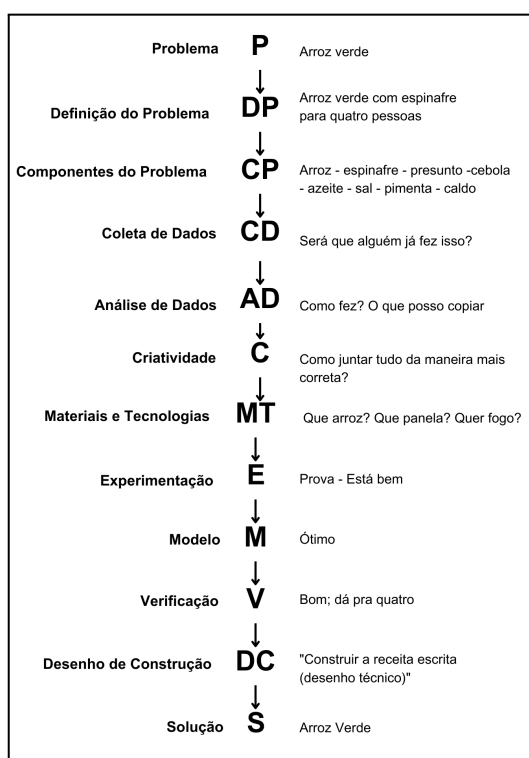 Problema P Arroz verde
Definição do Problema DP Arroz verde com espinafre
para quatro pessoas
Componentes do Problema CP Arroz - espinafre - presunto -cebola
- azeite - sal - pimenta - caldo
Coleta de Dados CD Será que alguém já fez isso?
Análise de Dados AD Como fez? O que posso copiar
Criatividade C Como juntar tudo da maneira mais
correta?
Materiais e Tecnologias MT Que arroz? Que panela? Quer fogo?
Experimentação E Prova - Está bem
Modelo M Ótimo
Verificação V Bom; dá pra quatro
Desenho de Construção DC "Construir a receita escrita
(desenho técnico)"
Solução S Arroz Verde